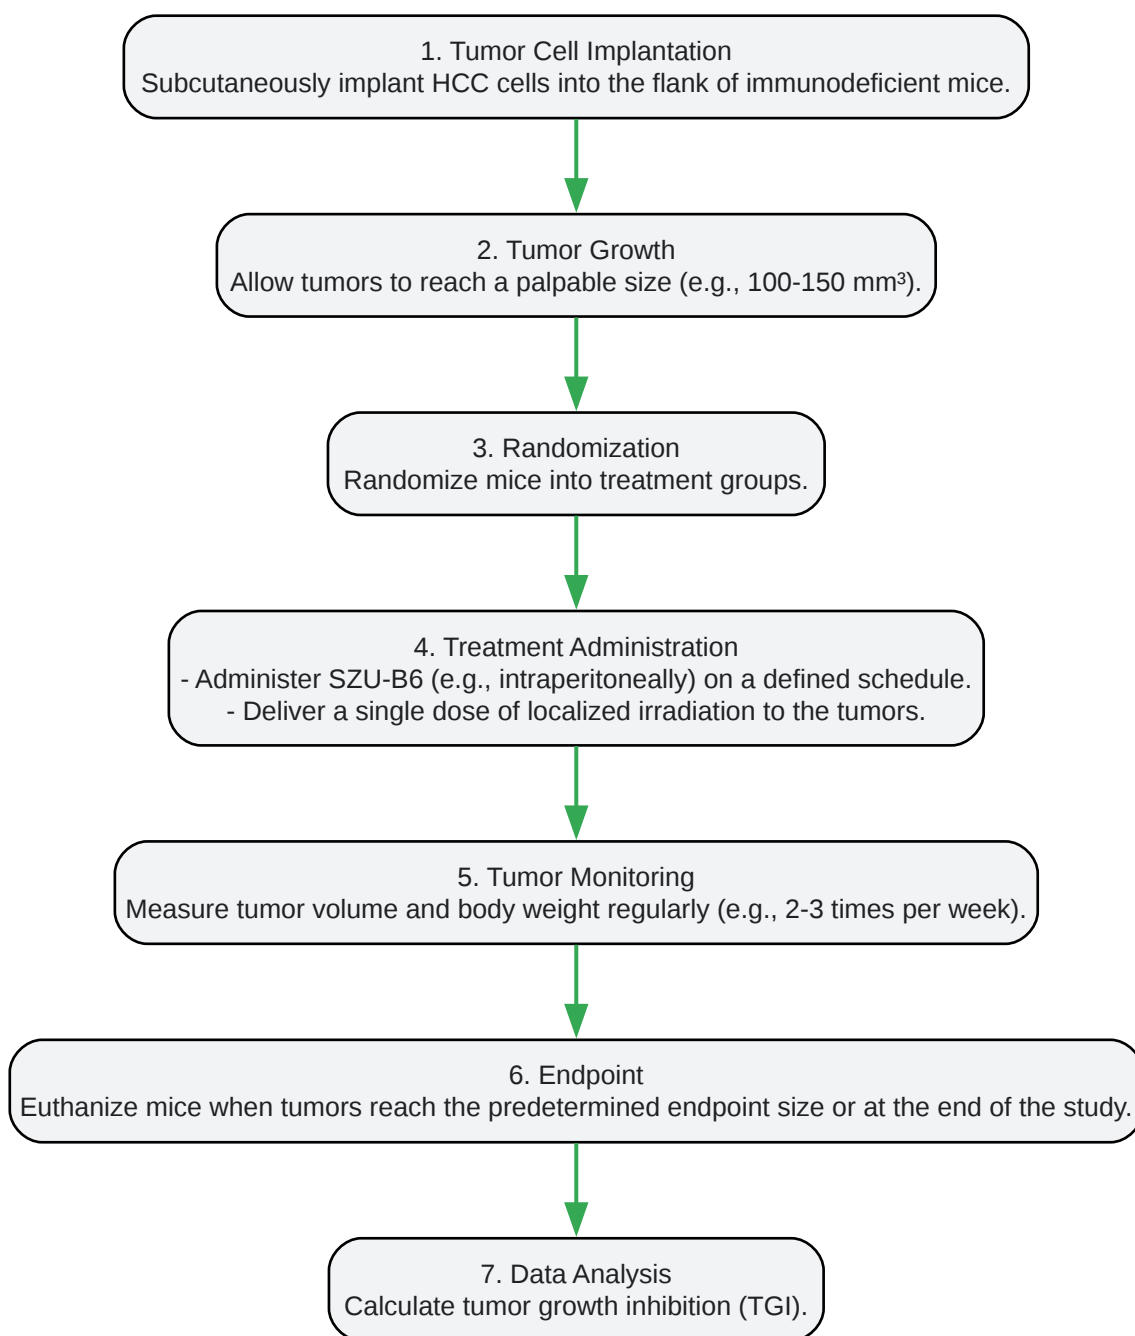 1. Tumor Cell Implantation
Subcutaneously implant HCC cells into the flank of immunodeficient mice.
2. Tumor Growth
Allow tumors to reach a palpable size (e.g., 100-150 mm³).
3. Randomization
Randomize mice into treatment groups.
4. Treatment Administration
- Administer SZU-B6 (e.g., intraperitoneally) on a defined schedule.
- Deliver a single dose of localized irradiation to the tumors.
5. Tumor Monitoring
Measure tumor volume and body weight regularly (e.g., 2-3 times per week).
6. Endpoint
Euthanize mice when tumors reach the predetermined endpoint size or at the end of the study.
7. Data Analysis
Calculate tumor growth inhibition (TGI).